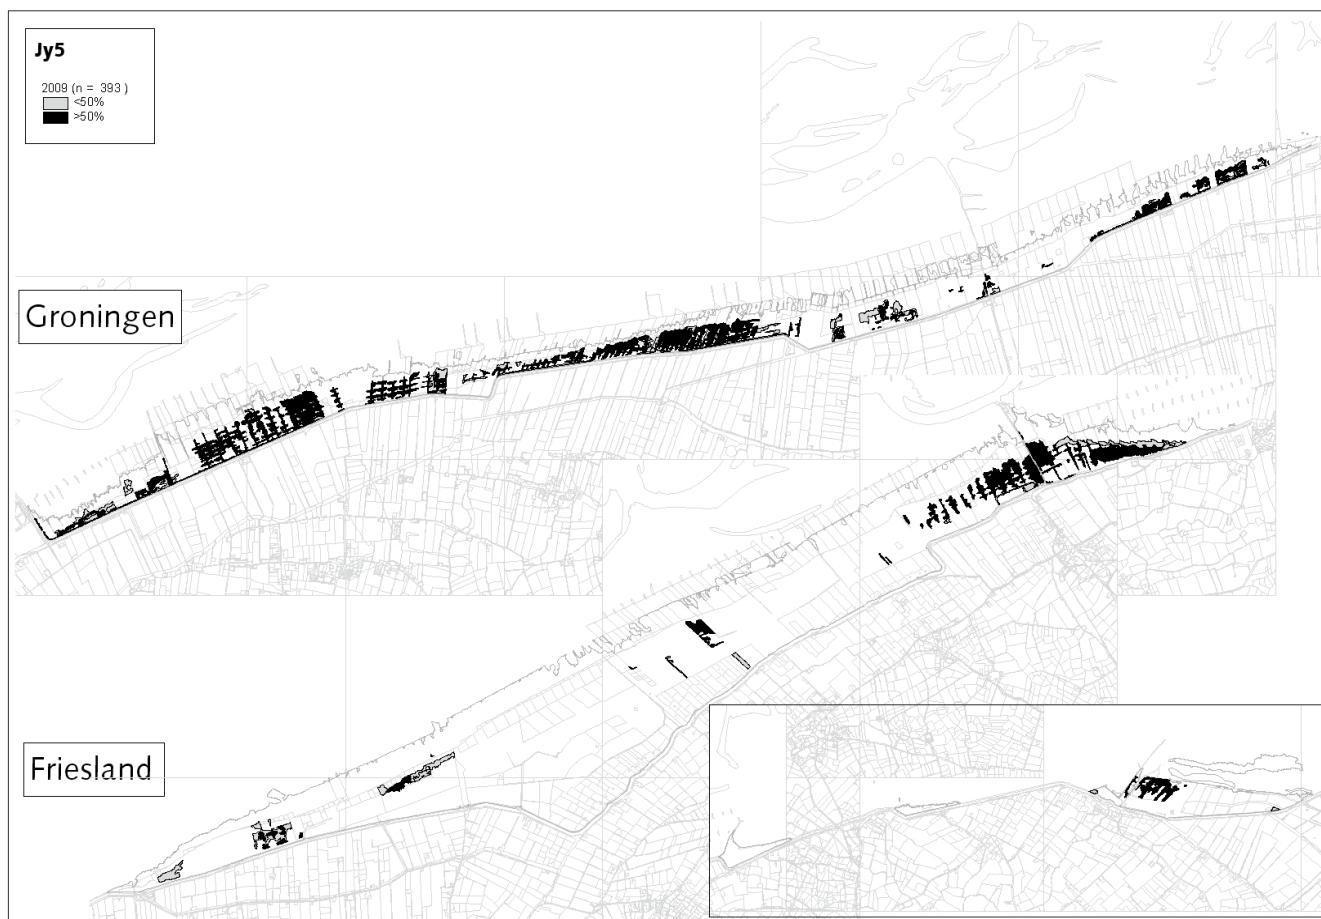 Jy5
2009 (n = 393 )
<50%
>50%
Groningen
Friesland